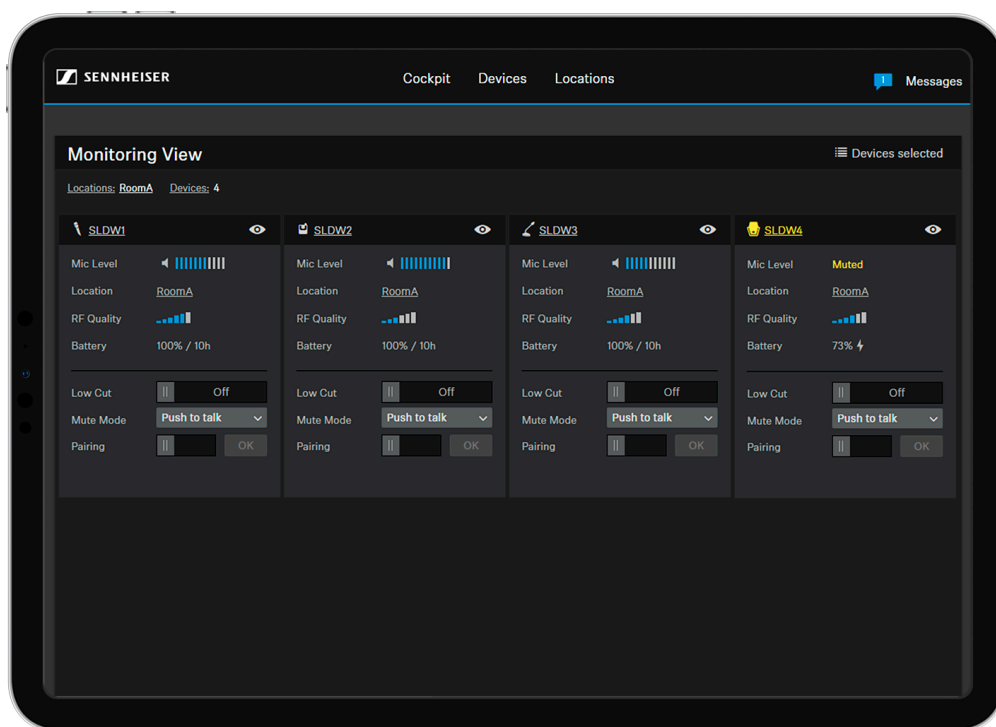 SENNHEISER
Cockpit Devices Locations
1 Messages
Monitoring View
Devices selected
Locations: RoomA Devices: 4
SLDW1 SLDW2 SLDW3 SLDW4
Mic Level Mic Level Mic Level Mic Level Muted
Location RoomA Location RoomA Location RoomA Location RoomA
RF Quality RF Quality RF Quality RF Quality
Battery 100% / 10h Battery 100% / 10h Battery 100% / 10h Battery 73%
Low Cut Off Low Cut Off Low Cut Off Low Cut Off
Mute Mode Push to talk Mute Mode Push to talk Mute Mode Push to talk Mute Mode Push to talk
Pairing OK Pairing OK Pairing OK Pairing OK